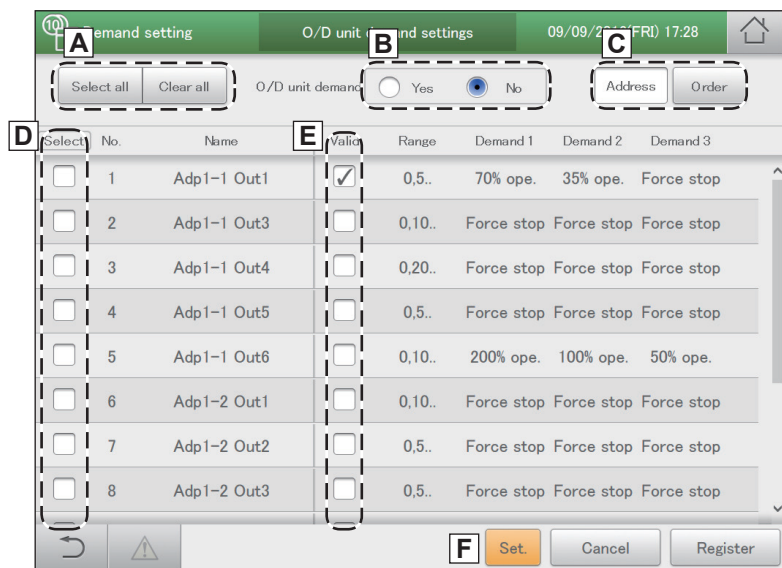 10 Demand setting O/D unit demand settings 09/09/2016(FRI) 17:28
A B C
Select all Clear all O/D unit demand Yes No Address Order
D E
Select No. Name Valid Range Demand 1 Demand 2 Demand 3
1 Adp1-1 Out1 0,5.. 70% ope. 35% ope. Force stop
2 Adp1-1 Out3 0,10.. Force stop Force stop Force stop
3 Adp1-1 Out4 0,20.. Force stop Force stop Force stop
4 Adp1-1 Out5 0,5.. Force stop Force stop Force stop
5 Adp1-1 Out6 0,10.. 200% ope. 100% ope. 50% ope.
6 Adp1-2 Out1 0,10.. Force stop Force stop Force stop
7 Adp1-2 Out2 0,5.. Force stop Force stop Force stop
8 Adp1-2 Out3 0,5.. Force stop Force stop Force stop
F Set. Cancel Register